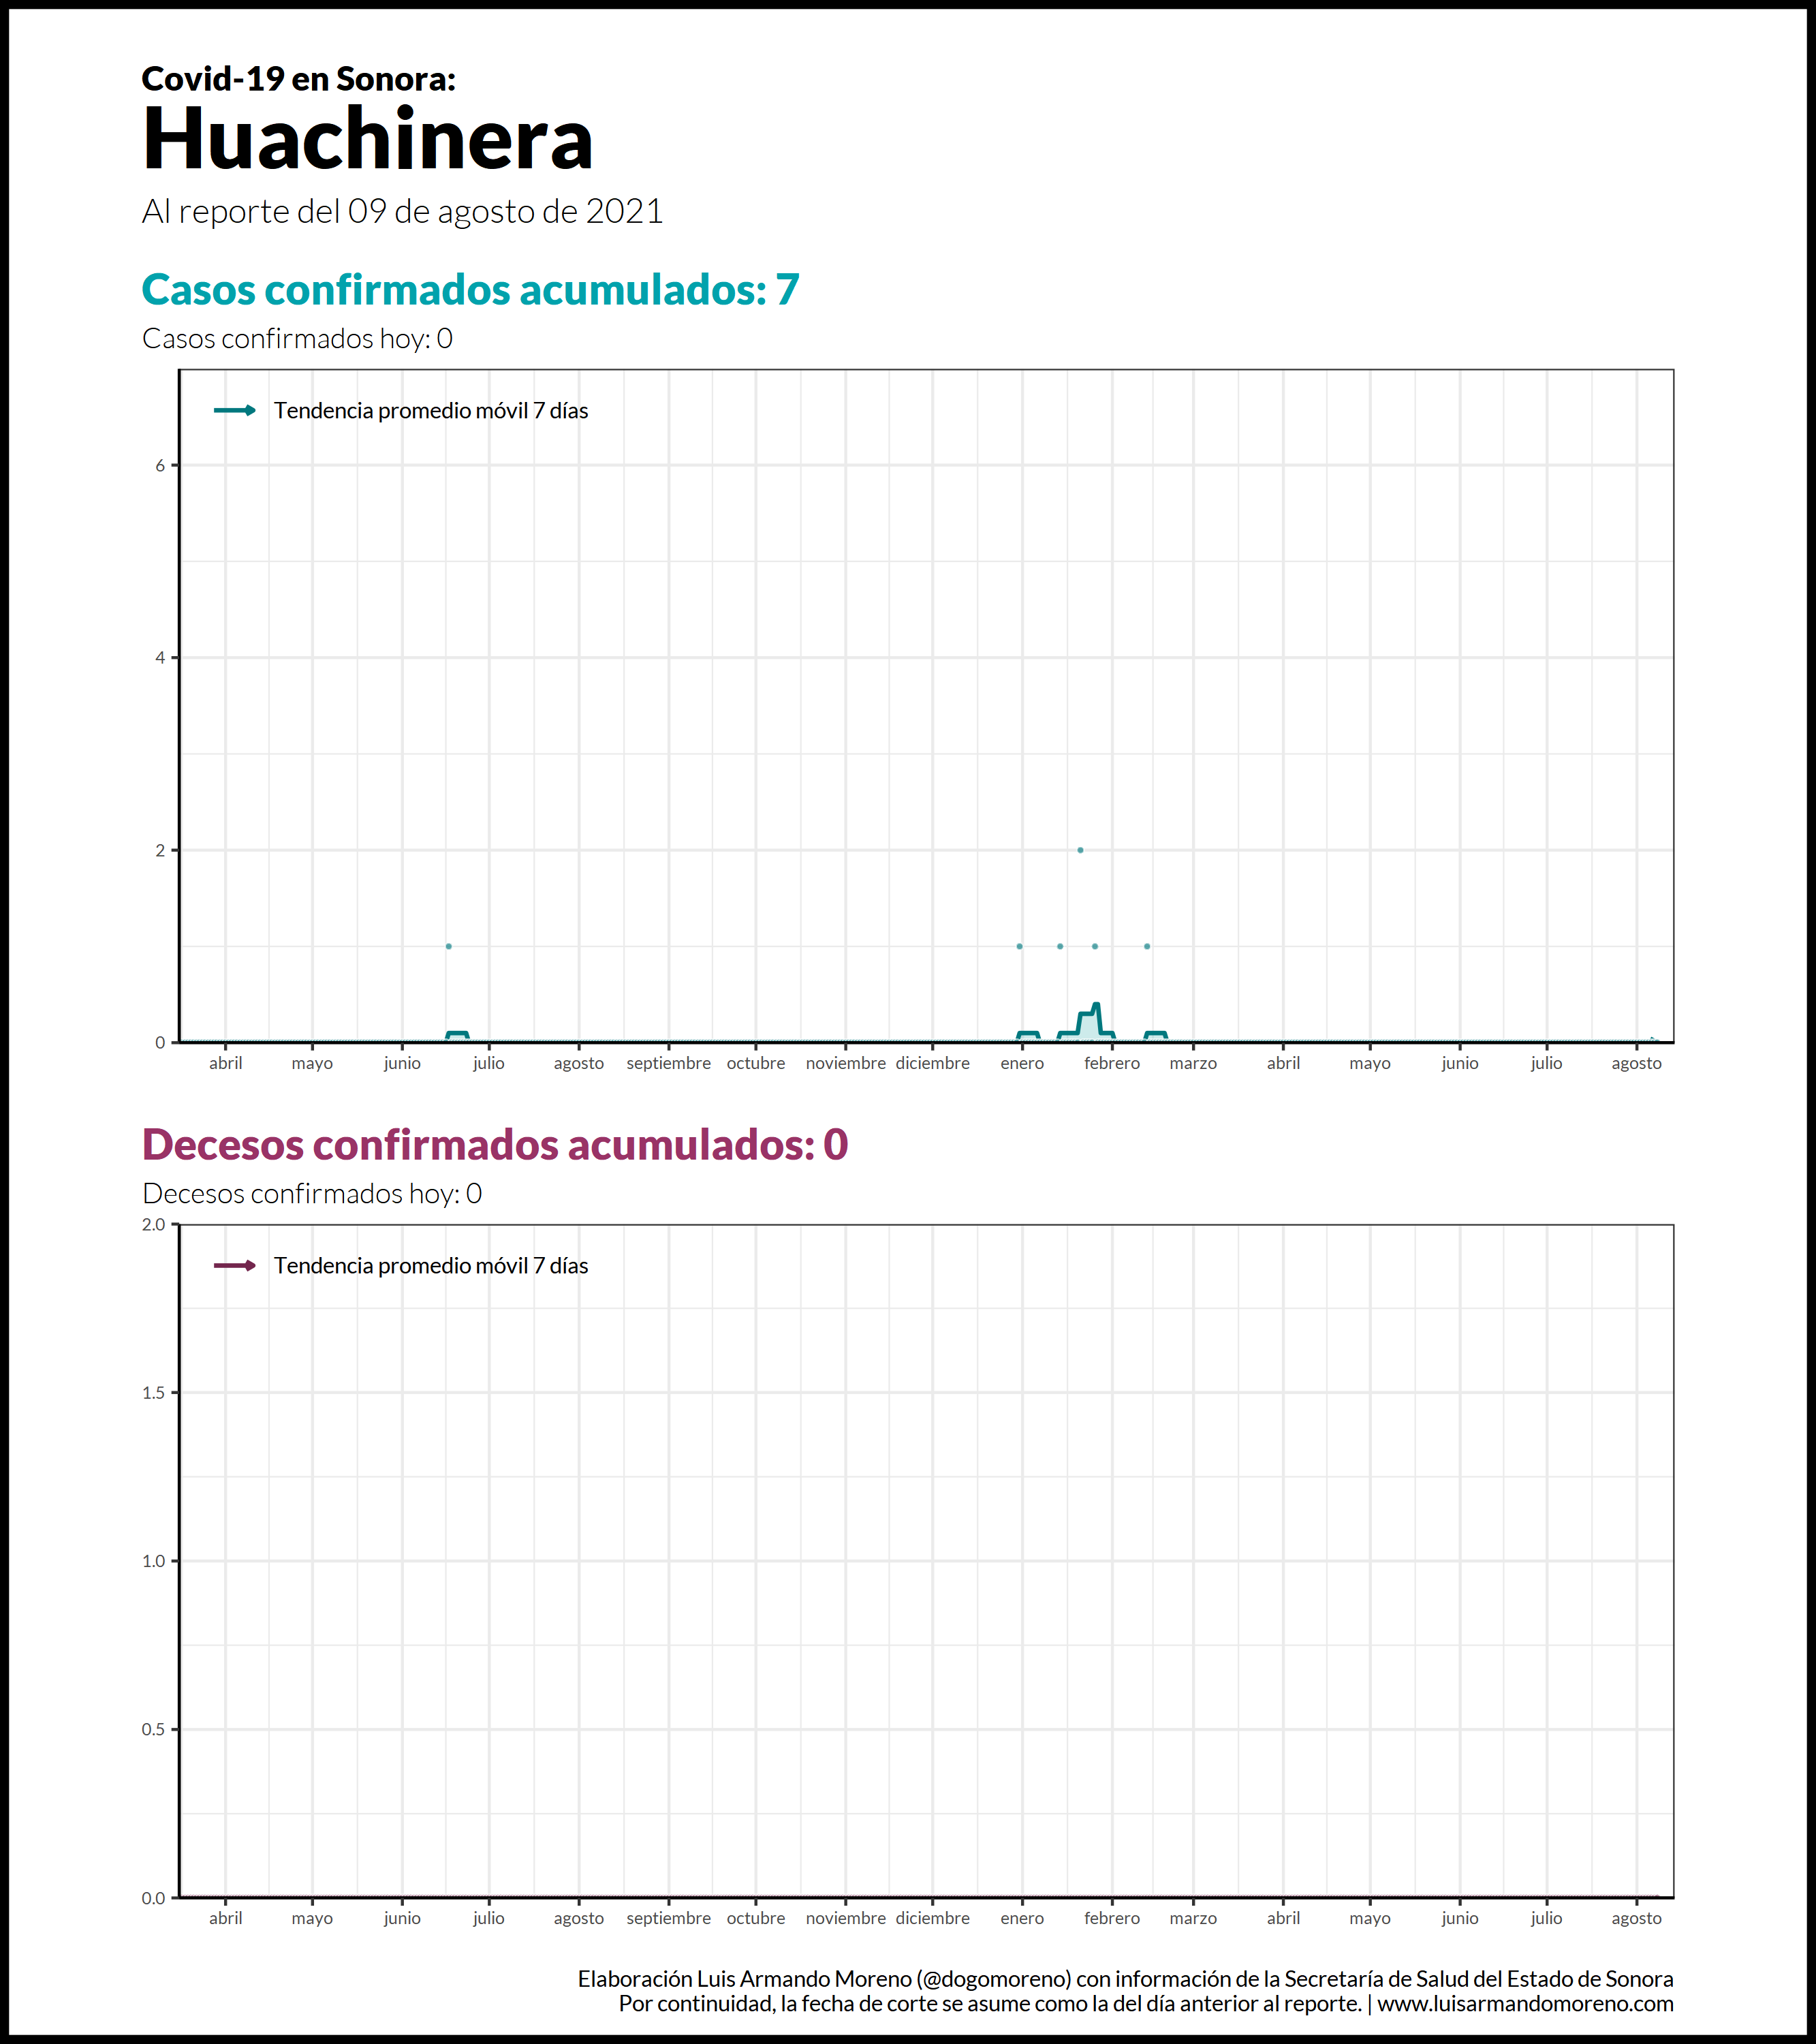 Covid-19 en Sonora:
Huachinera
Al reporte del 09 de agosto de 2021
Casos confirmados acumulados: 7
Casos confirmados hoy: 0
Tendencia promedio móvil 7 días
6
4
2
0
abril mayo junio julio agosto septiembre octubre noviembre diciembre enero febrero marzo abril mayo junio julio agosto
Decesos confirmados acumulados: 0
Decesos confirmados hoy: 0
2.0
Tendencia promedio móvil 7 días
1.5
1.0
0.5
0.0
abril mayo junio julio agosto septiembre octubre noviembre diciembre enero febrero marzo abril mayo junio julio agosto
Elaboración Luis Armando Moreno (@dogomoreno) con información de la Secretaría de Salud del Estado de Sonora
Por continuidad, la fecha de corte se asume como la del día anterior al reporte. | www.luisarmandomoreno.com